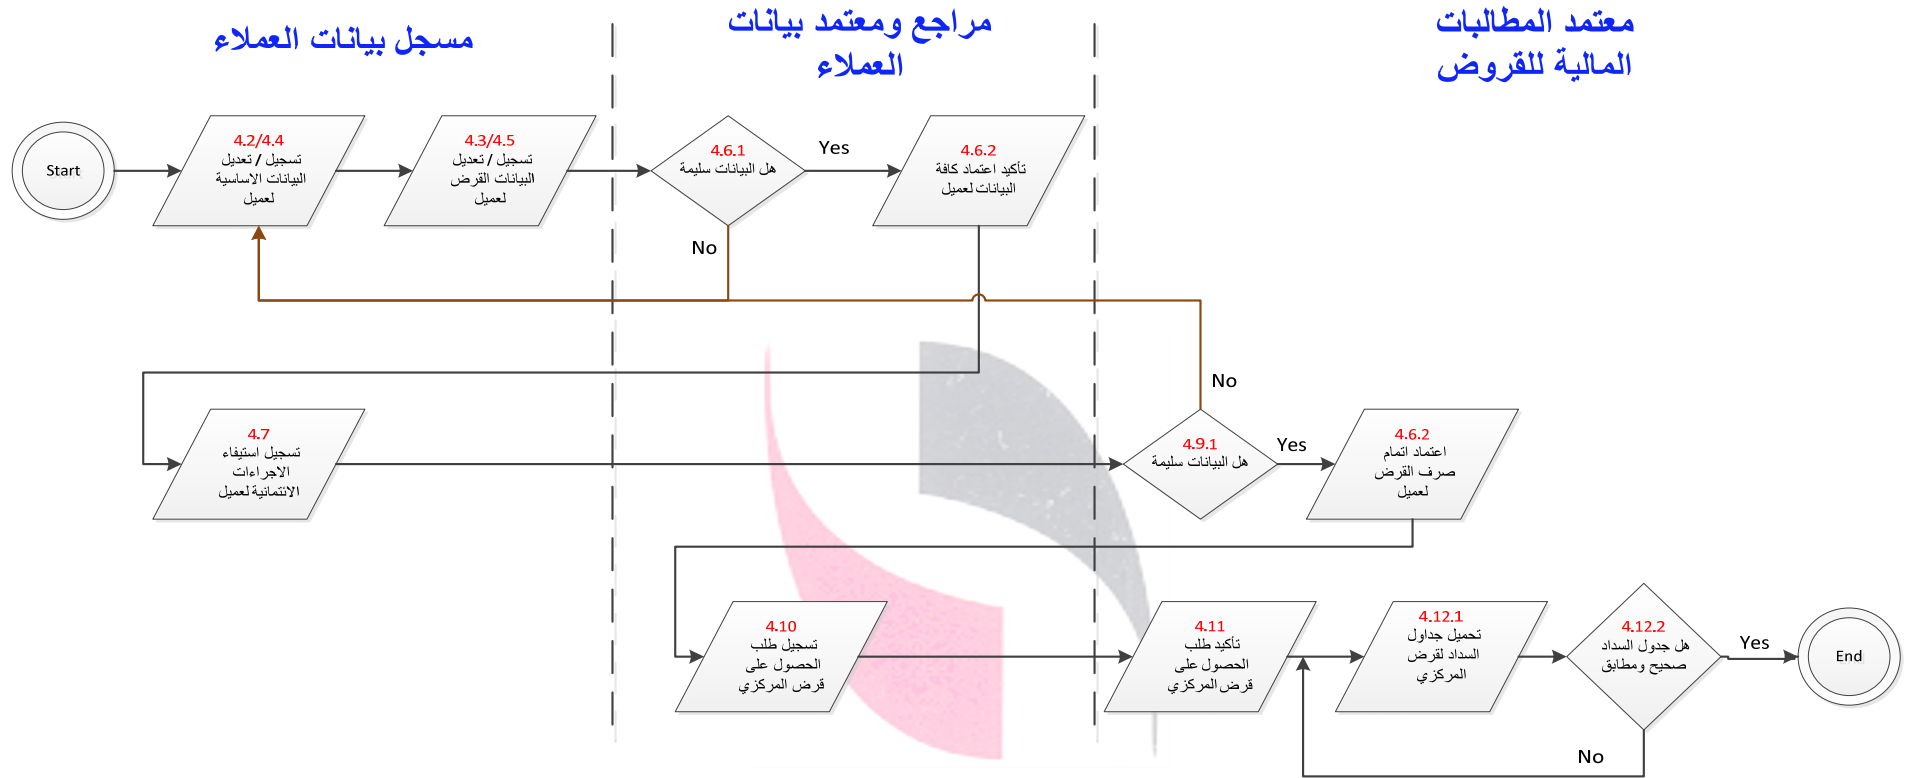 مسجل بيانات العملاء
مراجع ومعتمد بيانات
العملاء
معتمد المطالبات
المالية للقروض
Start
4.2/4.4
تسجيل / تعديل
البيانات الاساسية
لعميل
4.3/4.5
تسجيل / تعديل
البيانات القرض
لعميل
4.6.1
هل البيانات سليمة
Yes
No
4.6.2
تأكيد اعتماد كافة
البيانات لعميل
4.7
تسجيل استيفاء
الاجراءات
الائتمانية لعميل
No
4.9.1
هل البيانات سليمة
Yes
4.6.2
اعتماد اتمام
صرف القرض
لعميل
4.10
تسجيل طلب
الحصول على
قرض المركزي
4.11
تأكيد طلب
الحصول على
قرض المركزي
4.12.1
تحميل جداول
السداد لقرض
المركزي
4.12.2
هل جدول السداد
صحيح ومطابق
Yes
No
End